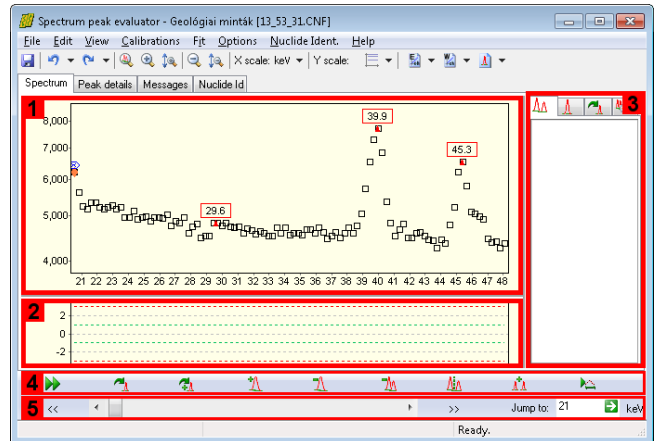 Spectrum peak evaluator - Geológiai minták [13_53_31.CNF]
File Edit View Calibrations Fit Options Nuclide Ident. Help
X scale: keV Y scale:
Spectrum Peak details Messages Nuclide Id
1
3
39.9
8,000
45.3
7,000
6,000
29.6
5,000
4,000
21 22 23 24 25 26 27 28 29 30 31 32 33 34 35 36 37 38 39 40 41 42 43 44 45 46 47 48
2
2
0
-2
4
5 << >> Jump to: 21 keV
Ready.